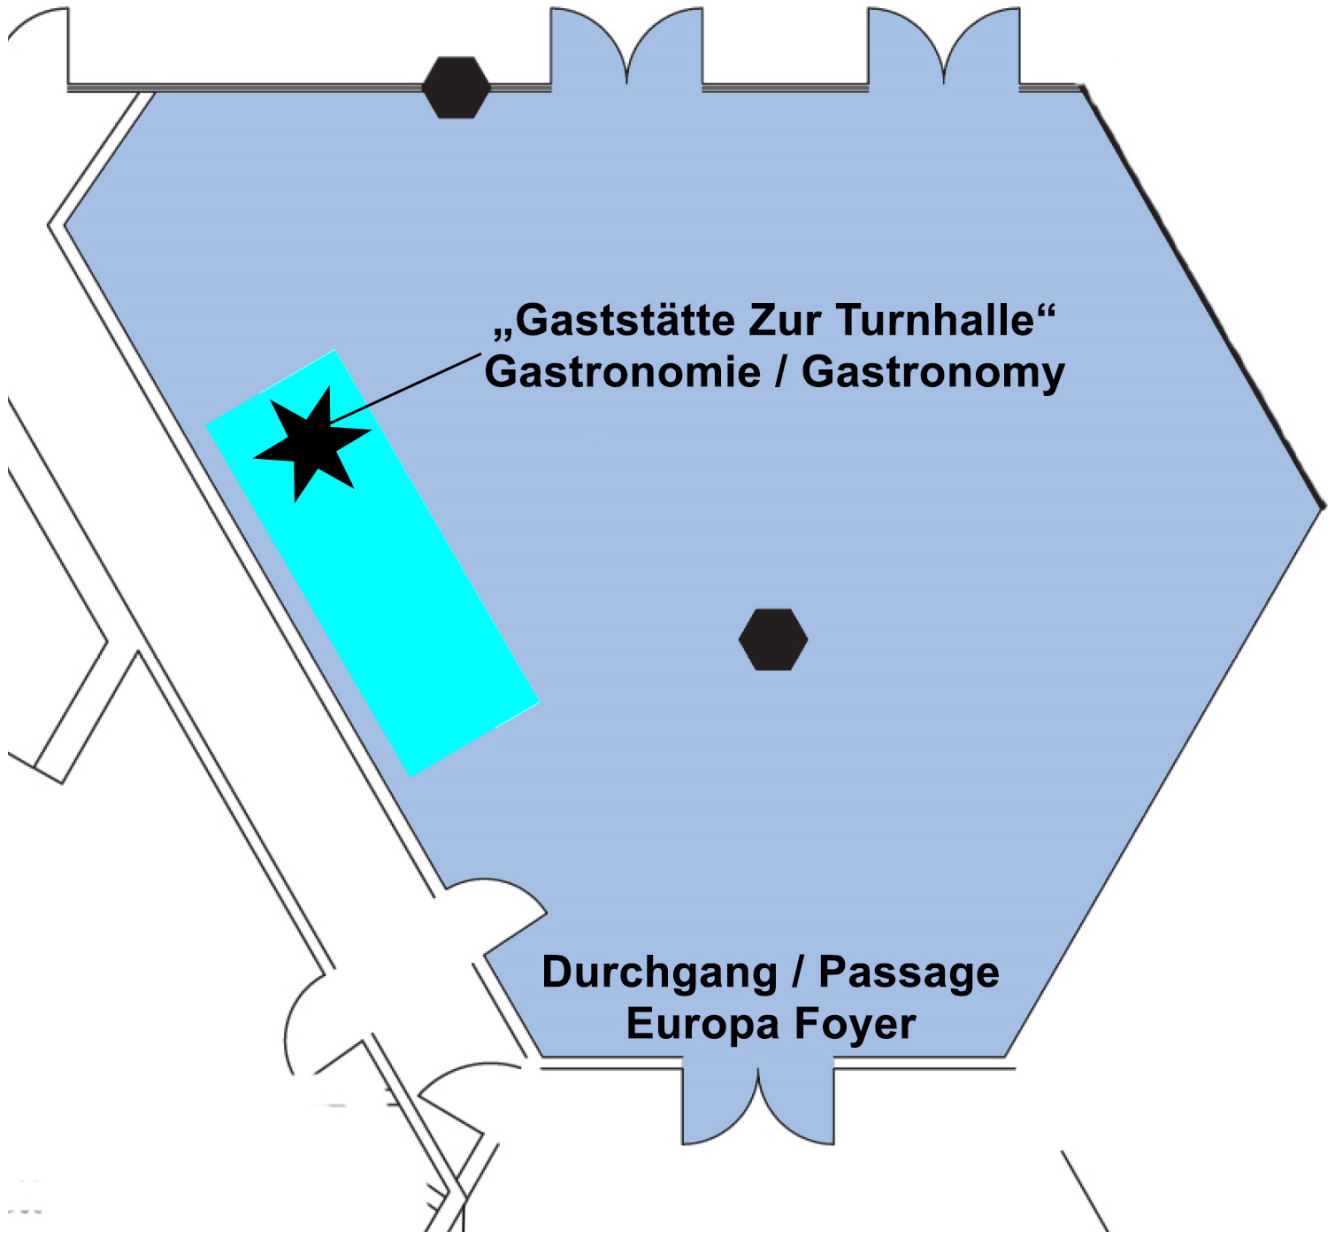 „Gaststätte Zur Turnhalle“
Gastronomie / Gastronomy
Durchgang / Passage
Europa Foyer